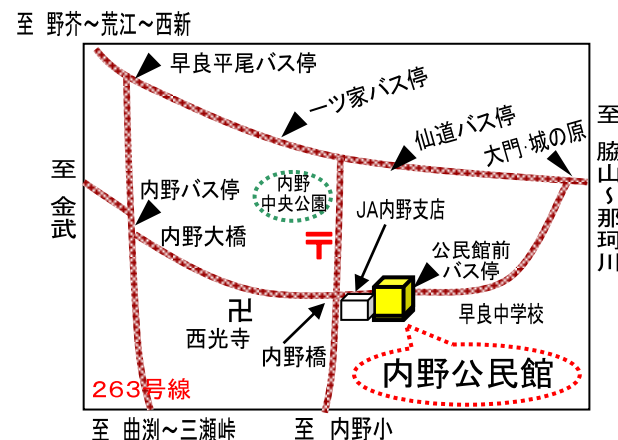 至 野芥～荒江～西新
早良平尾バス停
一ツ家バス停
仙道バス停
大門・城の原
至 脇山～那珂川
至 金武
内野バス停
内野
中央公園
〒
JA内野支店
内野大橋
公民館前
バス停
卍
西光寺
内野橋
早良中学校
内野公民館
263号線
至 曲渕～三瀬峠
至 内野小